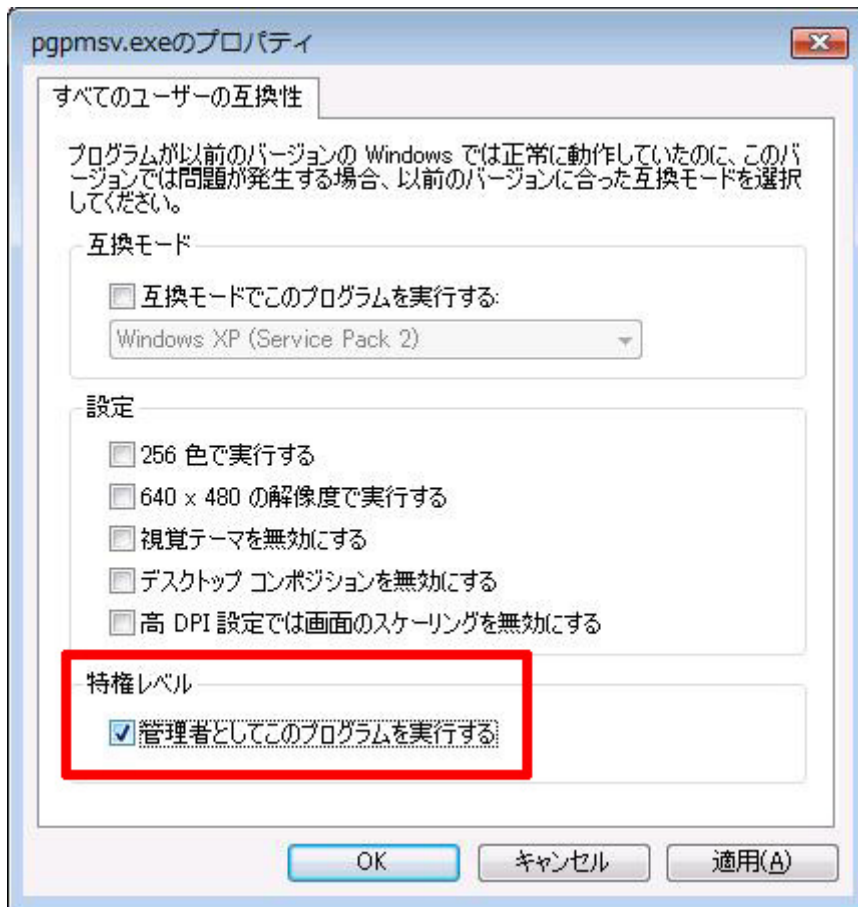 pgpmsv.exeのプロパティ
すべてのユーザーの互換性
プログラムが以前のバージョンの Windows では正常に動作していたのに、このバ
ージョンでは問題が発生する場合、以前のバージョンに合った互換モードを選択
してください。
互換モード
互換モードでこのプログラムを実行する:
Windows XP (Service Pack 2)
設定
256 色で実行する
640 x 480 の解像度で実行する
視覚テーマを無効にする
デスクトップ コンポジションを無効にする
高 DPI 設定では画面のスケーリングを無効にする
特権レベル
管理者としてこのプログラムを実行する
OK
キャンセル
適用(A)